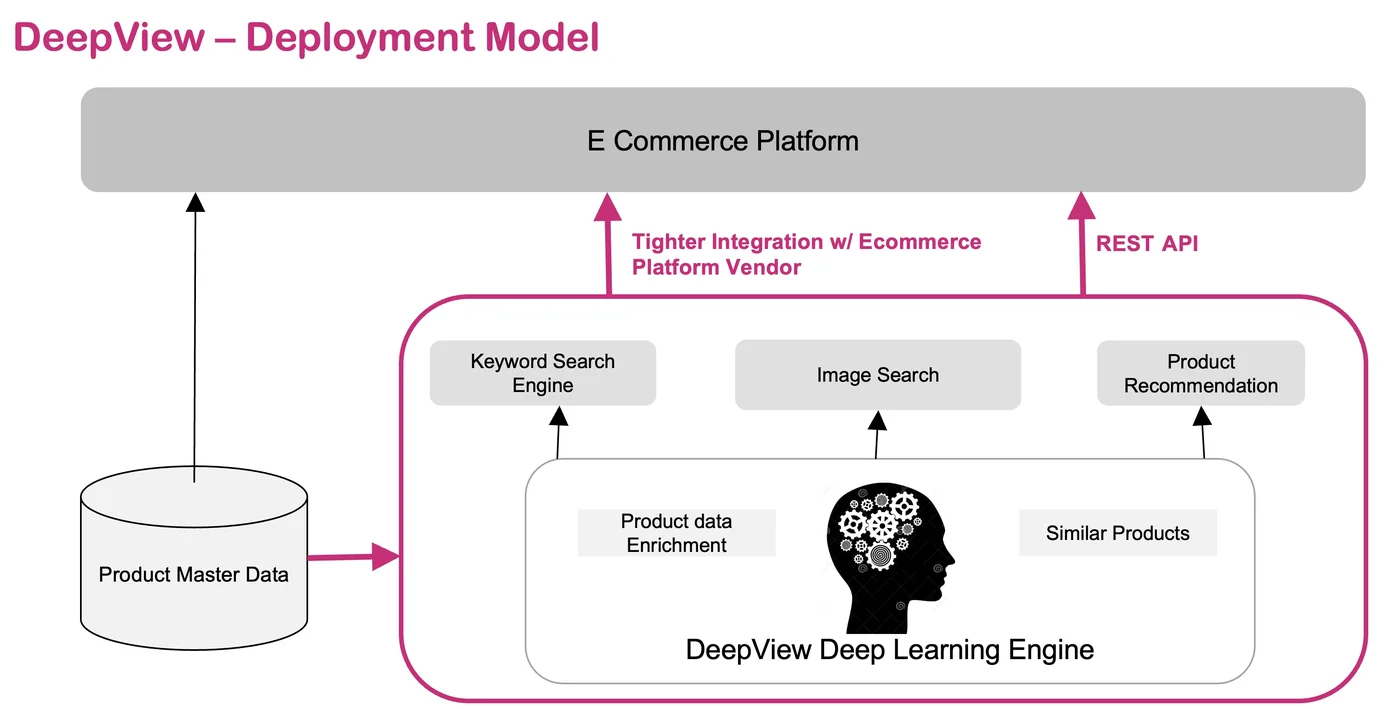 DeepView – Deployment Model
E Commerce Platform
Tighter Integration w/ Ecommerce
Platform Vendor
REST API
Keyword Search
Engine
Image Search
Product
Recommendation
Product data
Enrichment
Similar Products
Product Master Data
DeepView Deep Learning Engine